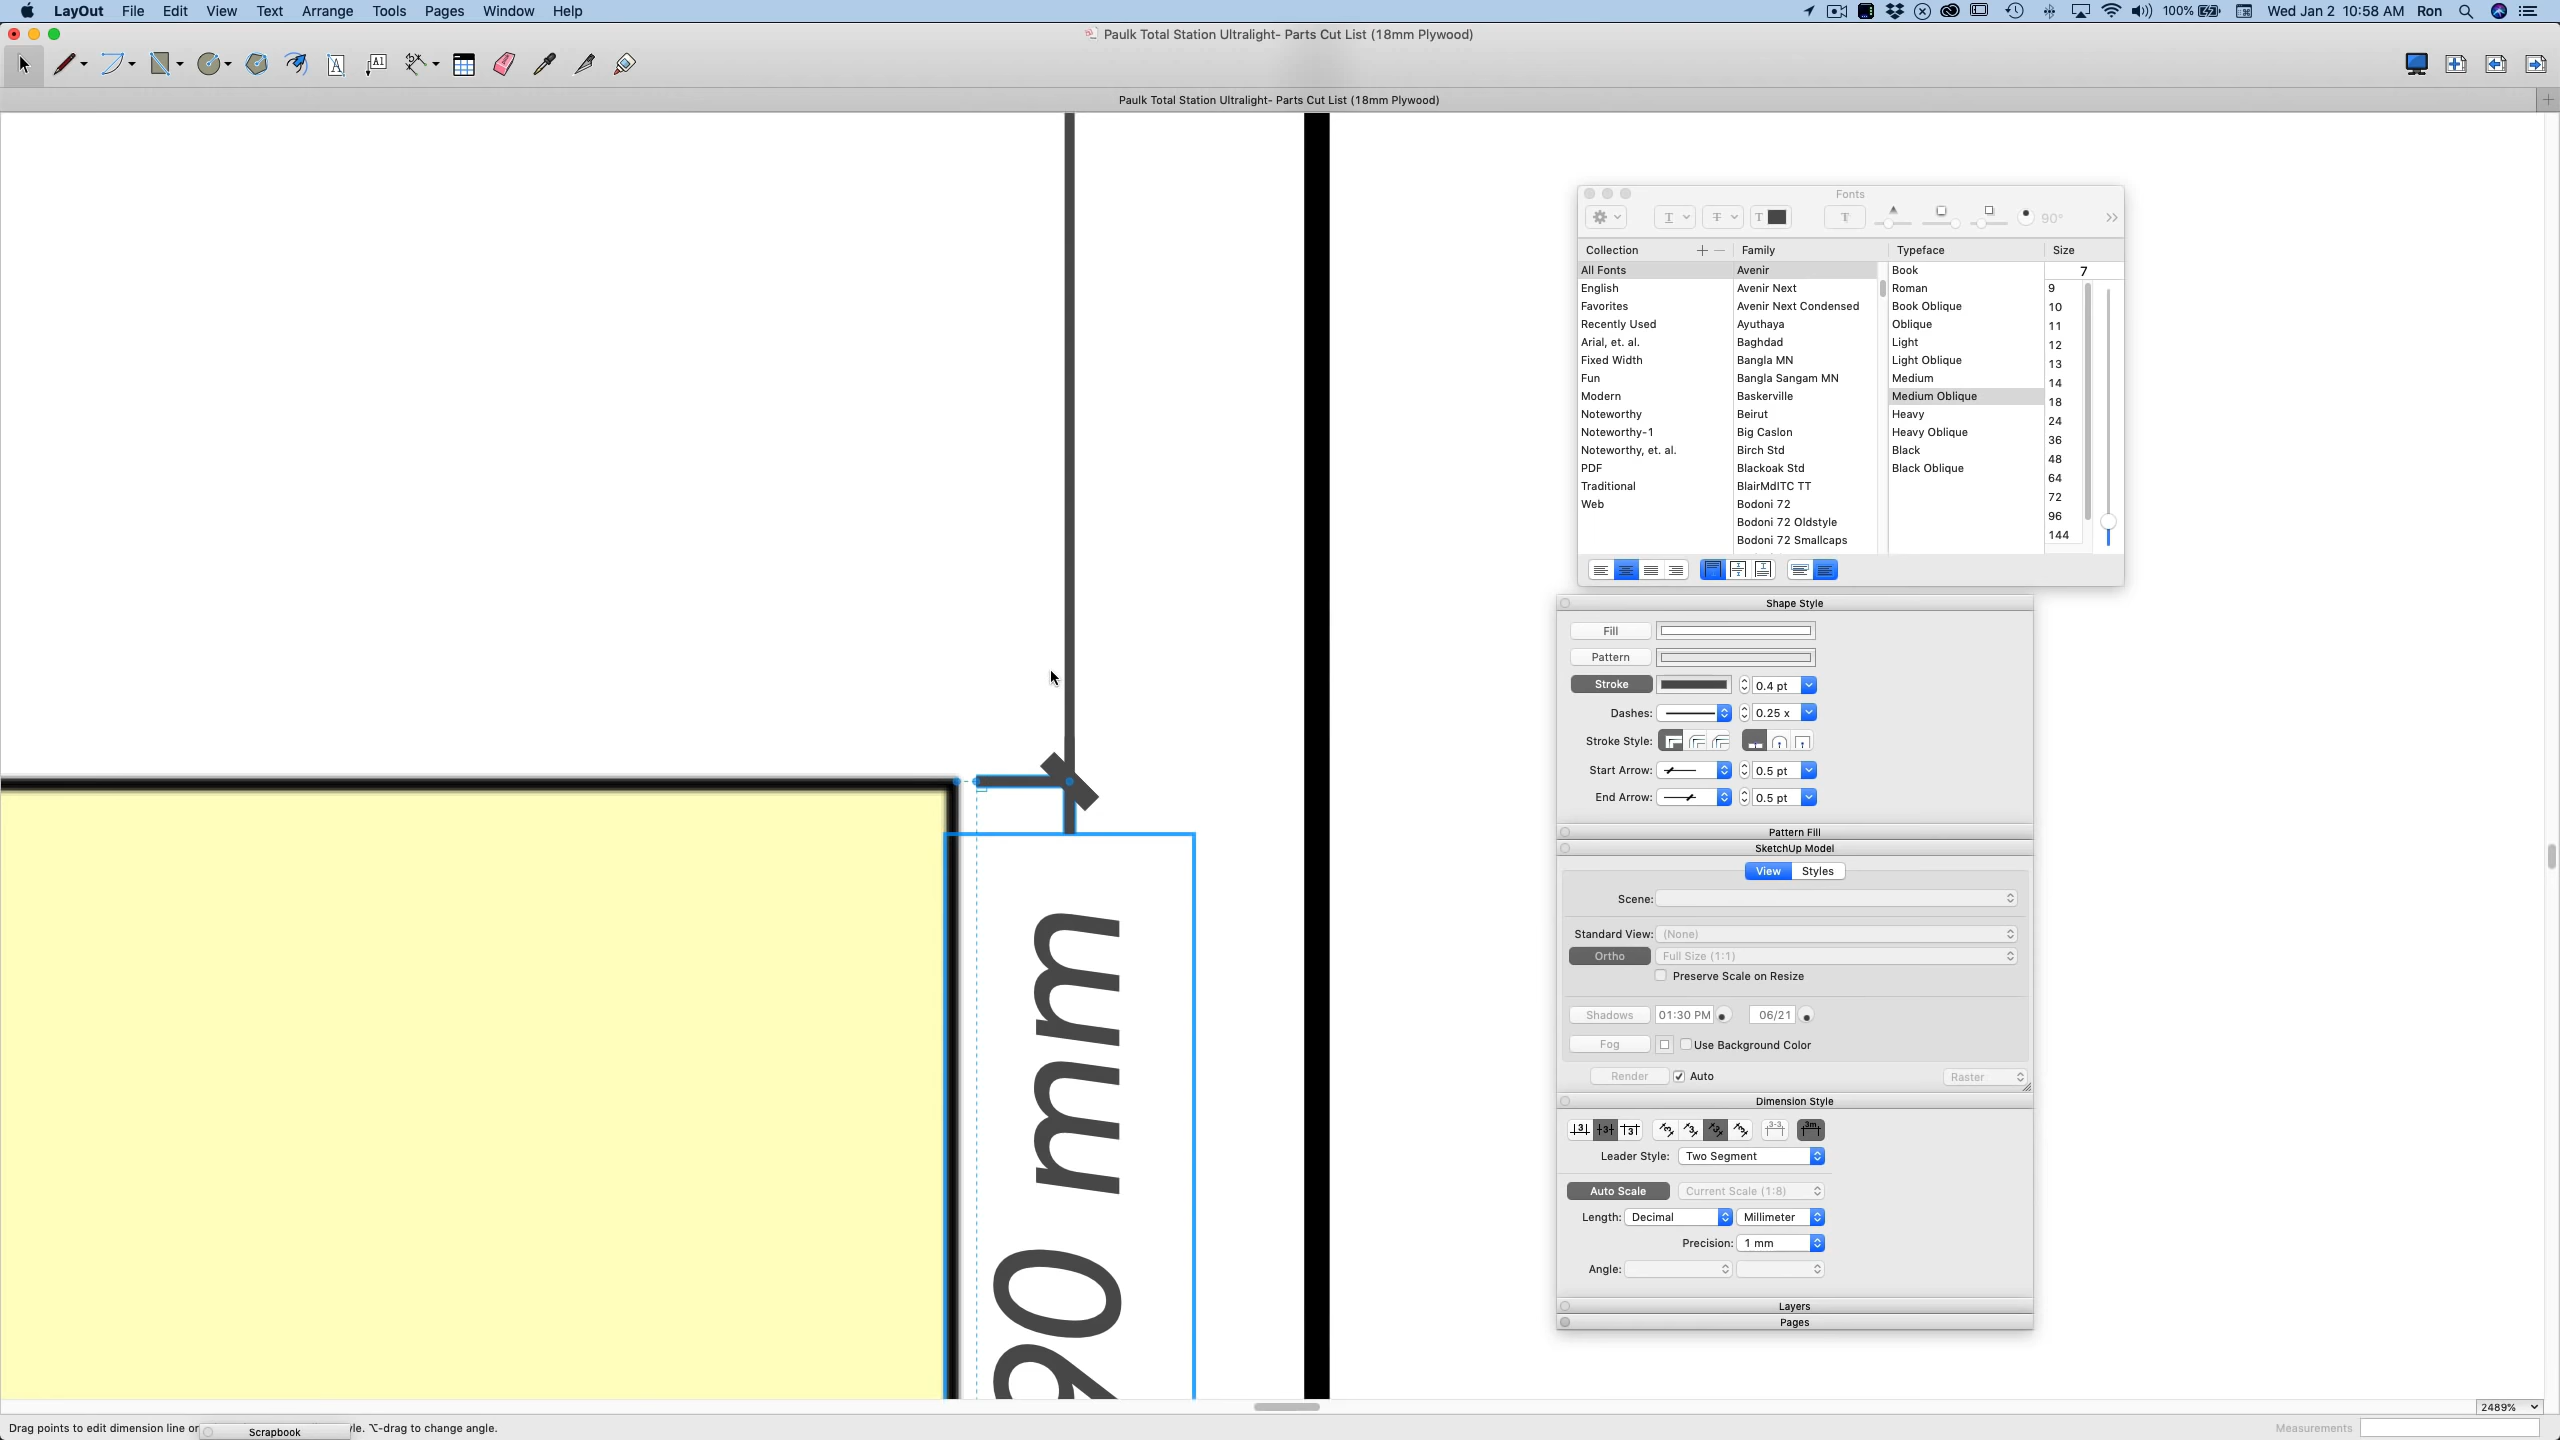 LayOut File Edit View Text Arrange Tools Pages Window Help 100% Wed Jan 2 10:58 AM Ron
Paulk Total Station Ultralight- Parts Cut List (18mm Plywood)
Paulk Total Station Ultralight- Parts Cut List (18mm Plywood)
Fonts
90°
Collection Family Typeface Size
All Fonts Avenir Book 7
English Avenir Next Roman 9
Favorites Avenir Next Condensed Book Oblique 10
Recently Used Ayuthaya Oblique 11
Arial, et. al. Baghdad Light 12
Fixed Width Bangla MN Light Oblique 13
Fun Bangla Sangam MN Medium 14
Modern Baskerville Medium Oblique 18
Noteworthy Beirut Heavy 24
Noteworthy-1 Big Caslon Heavy Oblique 36
Noteworthy, et. al. Birch Std Black 48
PDF Blackoak Std Black Oblique 64
Traditional BlairMdITC TT 72
Web Bodoni 72 96
Bodoni 72 Oldstyle 144
Bodoni 72 Smallcaps
Shape Style
Fill
Pattern
Stroke 0.4 pt
Dashes: 0.25 x
Stroke Style:
Start Arrow: 0.5 pt
End Arrow: 0.5 pt
Pattern Fill
SketchUp Model
View Styles
Scene:
Standard View: (None)
Ortho Full Size (1:1)
Preserve Scale on Resize
Shadows 01:30 PM 06/21
Fog Use Background Color
Render Auto Raster
Dimension Style
Leader Style: Two Segment
Auto Scale Current Scale (1:8)
Length: Decimal Millimeter
Precision: 1 mm
Angle:
Layers
Pages
90 mm
2489%
Drag points to edit dimension line or
Scrapbook
yle. ⌥-drag to change angle.
Measurements